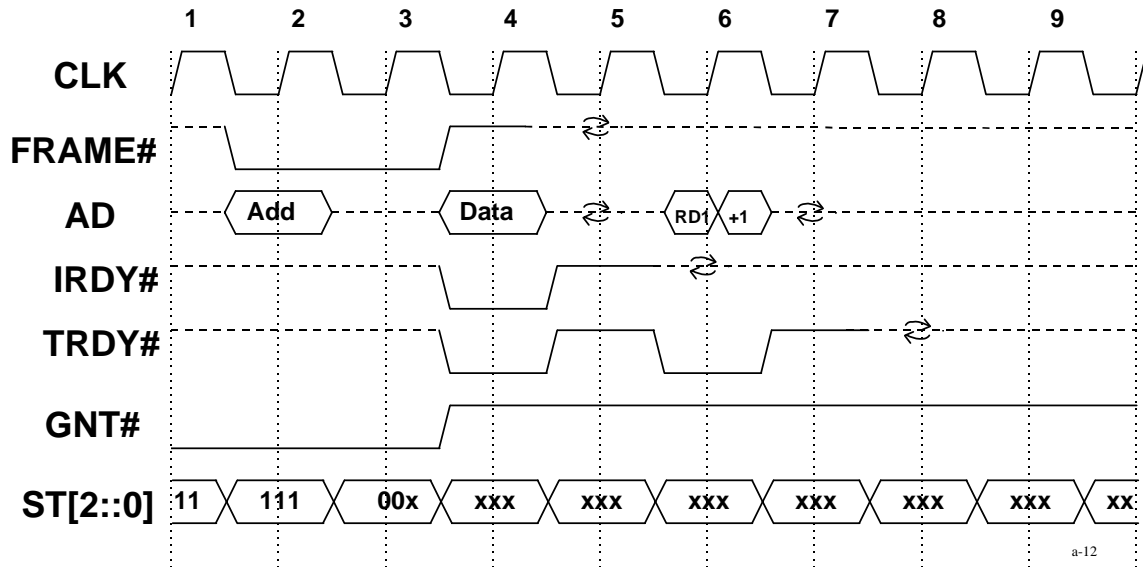 1 2 3 4 5 6 7 8 9
CLK
FRAME#
AD Add Data RD1 +1
IRDY#
TRDY#
GNT#
ST[2::0] 11 111 00x xxx xxx xxx xxx xxx xxx xx
a-12